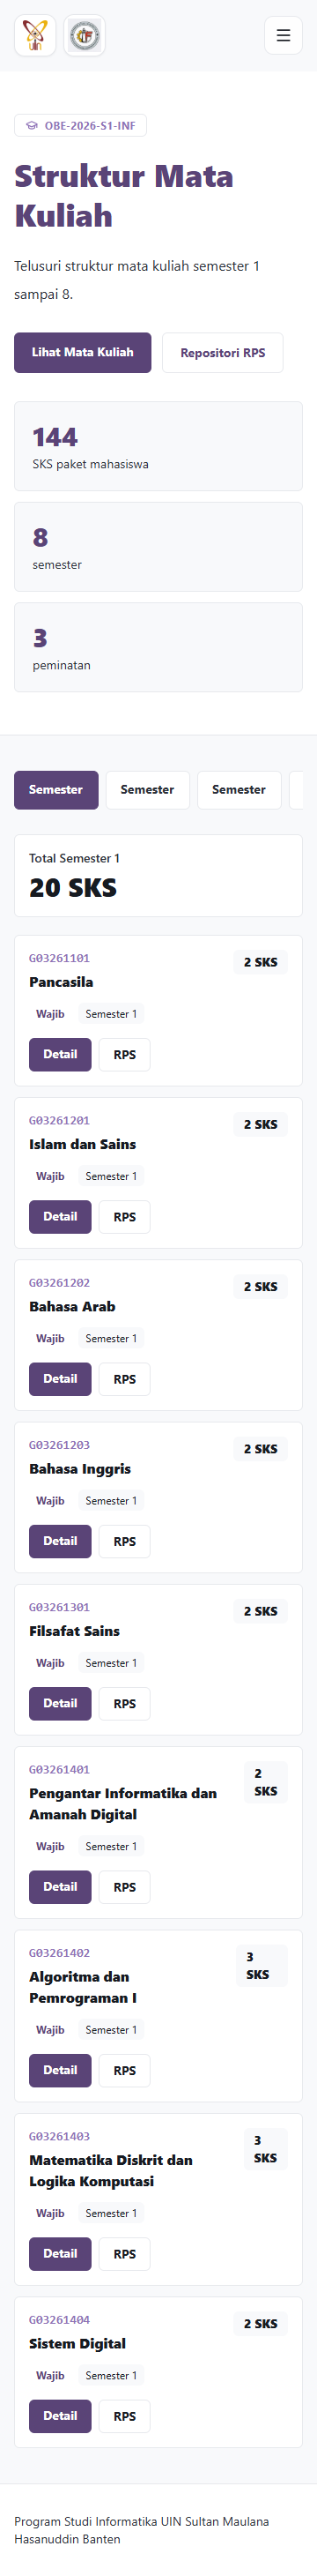 UIN
OBE-2026-S1-INF
Struktur Mata
Kuliah
Telusuri struktur mata kuliah semester 1
sampai 8.
Lihat Mata Kuliah
Repositori RPS
144
SKS paket mahasiswa
8
semester
3
peminatan
Semester
Semester
Semester
Total Semester 1
20 SKS
G03261101
2 SKS
Pancasila
Wajib
Semester 1
Detail
RPS
G03261201
2 SKS
Islam dan Sains
Wajib
Semester 1
Detail
RPS
G03261202
2 SKS
Bahasa Arab
Wajib
Semester 1
Detail
RPS
G03261203
2 SKS
Bahasa Inggris
Wajib
Semester 1
Detail
RPS
G03261301
2 SKS
Filsafat Sains
Wajib
Semester 1
Detail
RPS
G03261401
2
SKS
Pengantar Informatika dan
Amanah Digital
Wajib
Semester 1
Detail
RPS
G03261402
3
SKS
Algoritma dan
Pemrograman I
Wajib
Semester 1
Detail
RPS
G03261403
3
SKS
Matematika Diskrit dan
Logika Komputasi
Wajib
Semester 1
Detail
RPS
G03261404
2 SKS
Sistem Digital
Wajib
Semester 1
Detail
RPS
Program Studi Informatika UIN Sultan Maulana
Hasanuddin Banten